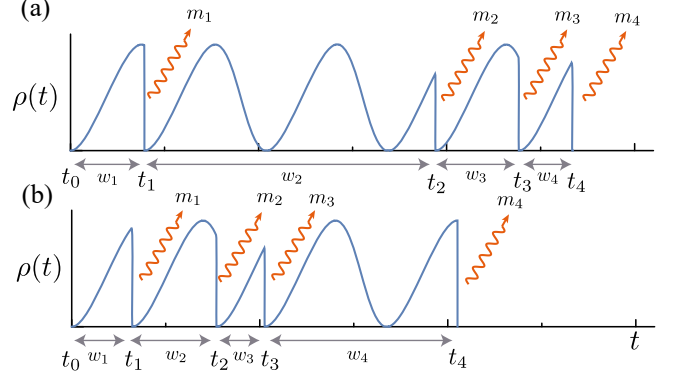 (a)
m₁ m₂ m₃ m₄
ρ(t)
w₁ w₂ w₃ w₄
t₀ t₁ t₂ t₃ t₄
(b)
m₁ m₂ m₃ m₄
ρ(t)
t
w₁ w₂ w₃ w₄
t₀ t₁ t₂ t₃ t₄